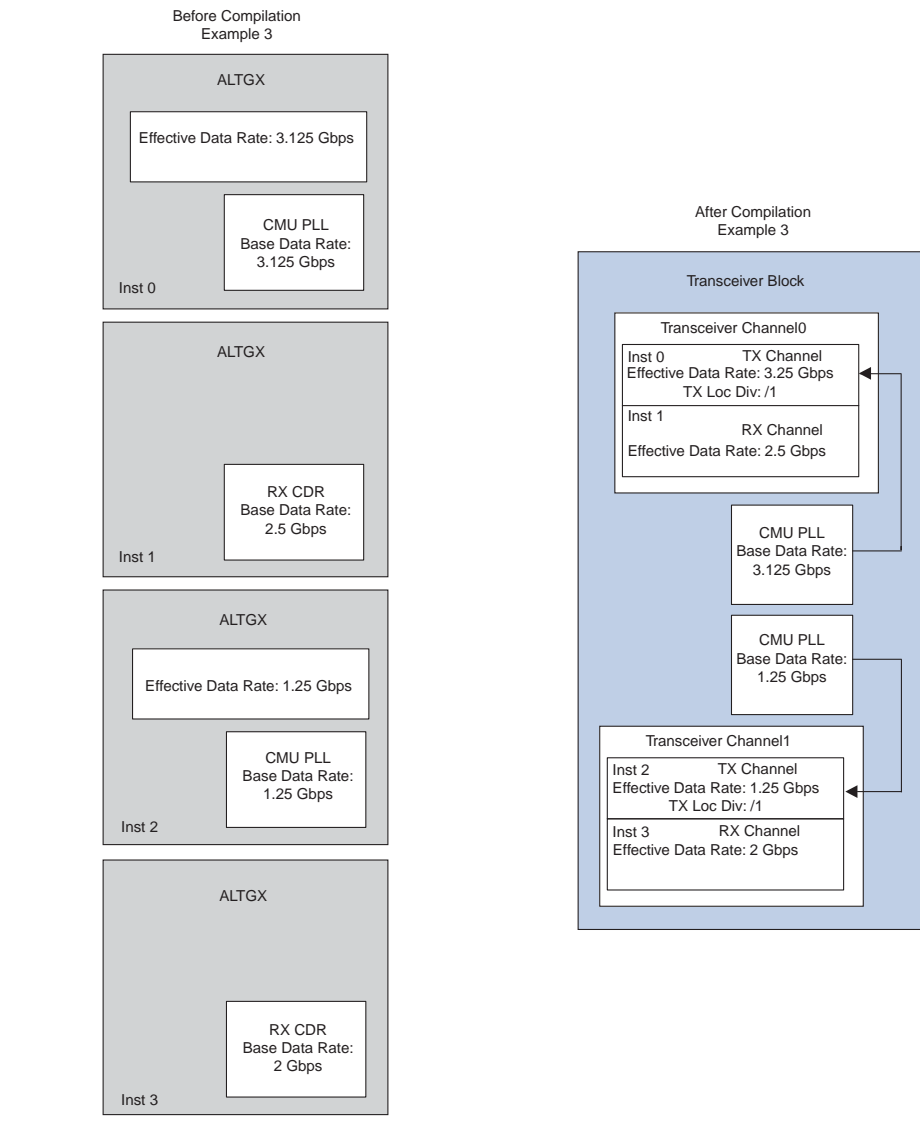 Before Compilation
Example 3
ALTGX
Effective Data Rate: 3.125 Gbps
CMU PLL
Base Data Rate:
3.125 Gbps
Inst 0
ALTGX
RX CDR
Base Data Rate:
2.5 Gbps
Inst 1
ALTGX
Effective Data Rate: 1.25 Gbps
CMU PLL
Base Data Rate:
1.25 Gbps
Inst 2
ALTGX
RX CDR
Base Data Rate:
2 Gbps
Inst 3
After Compilation
Example 3
Transceiver Block
Transceiver Channel0
Inst 0 TX Channel
Effective Data Rate: 3.25 Gbps
TX Loc Div: /1
Inst 1
RX Channel
Effective Data Rate: 2.5 Gbps
CMU PLL
Base Data Rate:
3.125 Gbps
CMU PLL
Base Data Rate:
1.25 Gbps
Transceiver Channel1
Inst 2 TX Channel
Effective Data Rate: 1.25 Gbps
TX Loc Div: /1
Inst 3 RX Channel
Effective Data Rate: 2 Gbps